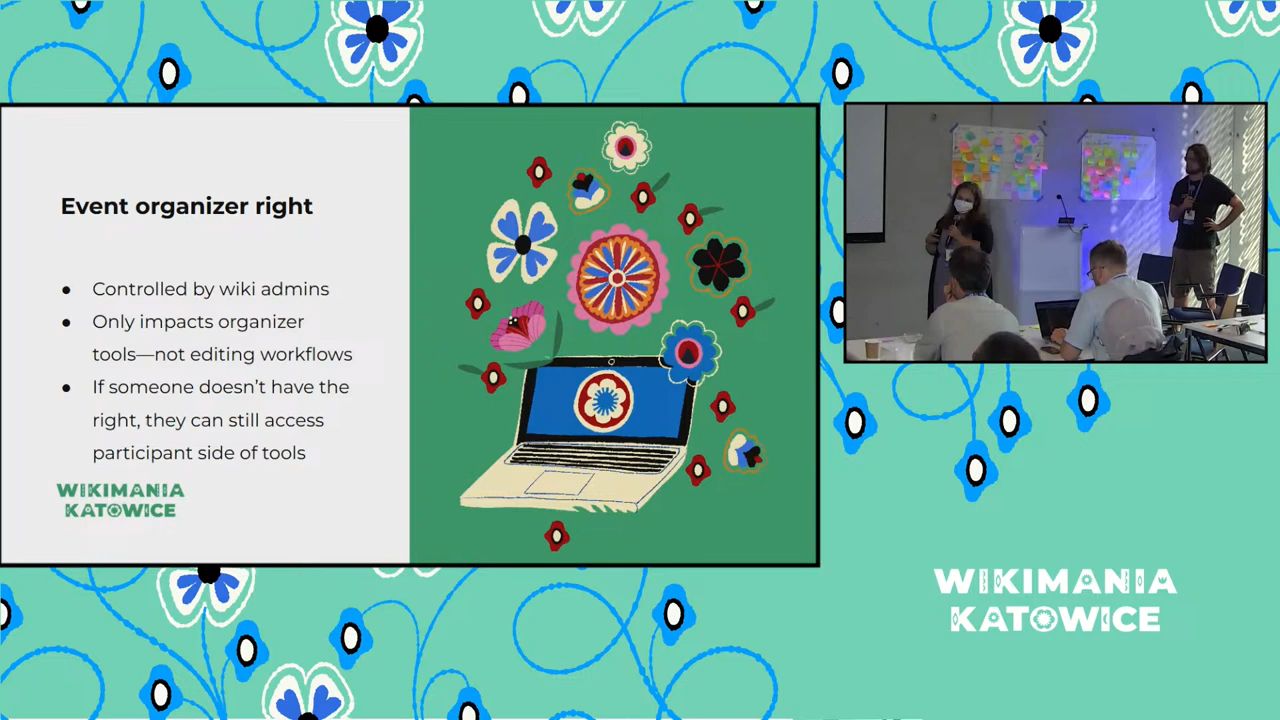 Event organizer right
● Controlled by wiki admins
● Only impacts organizer
tools—not editing workflows
● If someone doesn’t have the
right, they can still access
participant side of tools
WIKIMANIA
KATOWICE
WIKIMANIA
KATOWICE